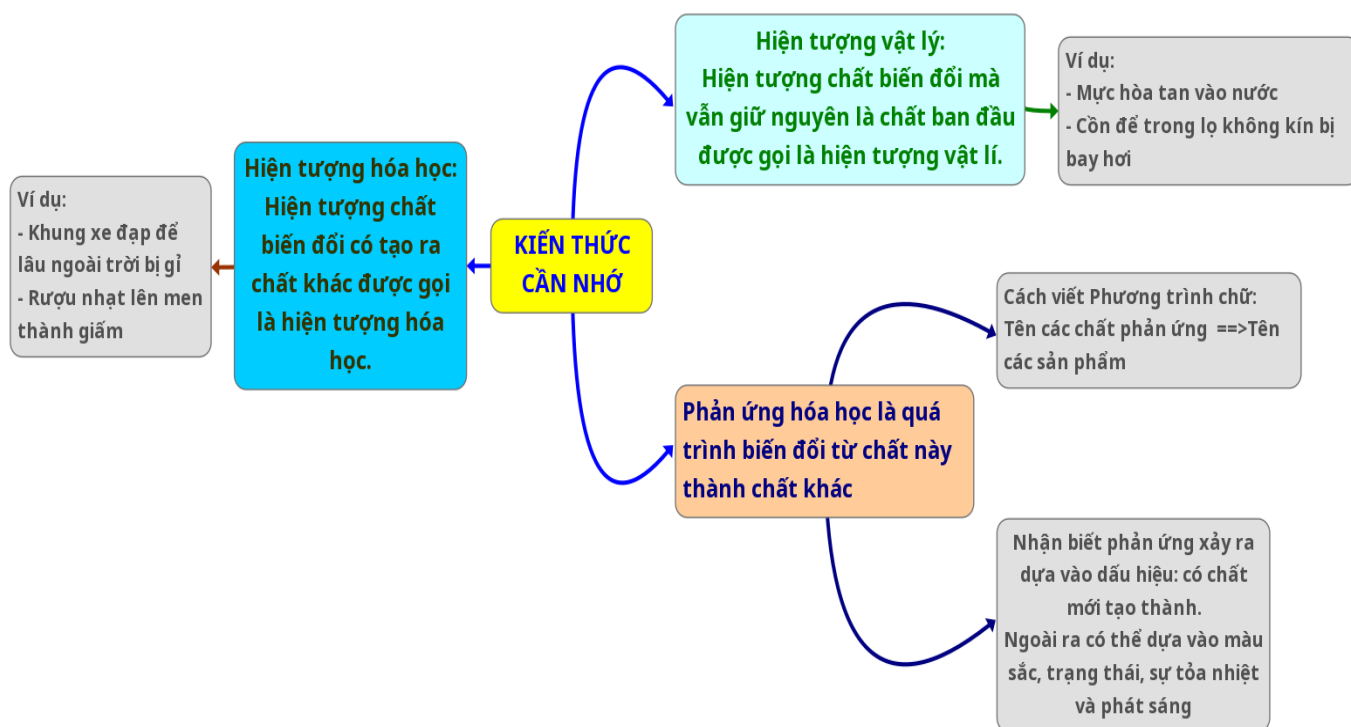 Hiện tượng vật lý:
Hiện tượng chất biến đổi mà
vẫn giữ nguyên là chất ban đầu
được gọi là hiện tượng vật lí.
Ví dụ:
- Mực hòa tan vào nước
- Cồn để trong lọ không kín bị
bay hơi
Hiện tượng hóa học:
Hiện tượng chất
biến đổi có tạo ra
chất khác được gọi
là hiện tượng hóa
học.
Ví dụ:
- Khung xe đạp để
lâu ngoài trời bị gỉ
- Rượu nhạt lên men
thành giấm
KIẾN THỨC
CẦN NHỚ
Cách viết Phương trình chữ:
Tên các chất phản ứng ==>Tên
các sản phẩm
Phản ứng hóa học là quá
trình biến đổi từ chất này
thành chất khác
Nhận biết phản ứng xảy ra
dựa vào dấu hiệu: có chất
mới tạo thành.
Ngoài ra có thể dựa vào màu
sắc, trạng thái, sự tỏa nhiệt
và phát sáng